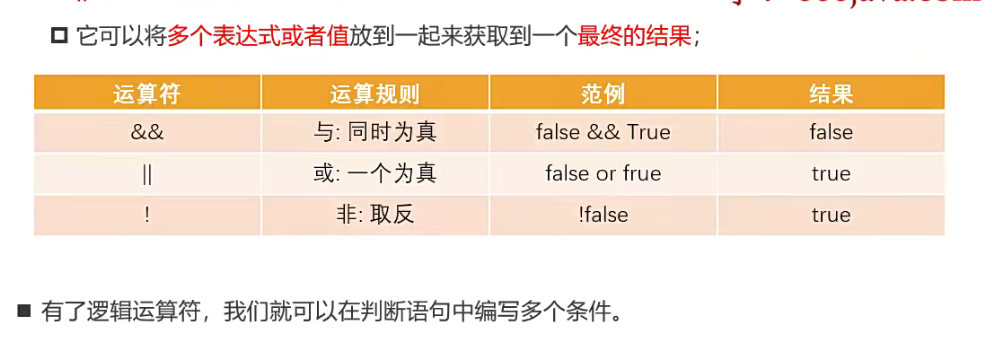 它可以将多个表达式或者值放到一起来获取到一个最终的结果；
运算符 运算规则 范例 结果
&& 与: 同时为真 false && True false
|| 或: 一个为真 false or frue true
! 非: 取反 !false true
有了逻辑运算符，我们就可以在判断语句中编写多个条件。